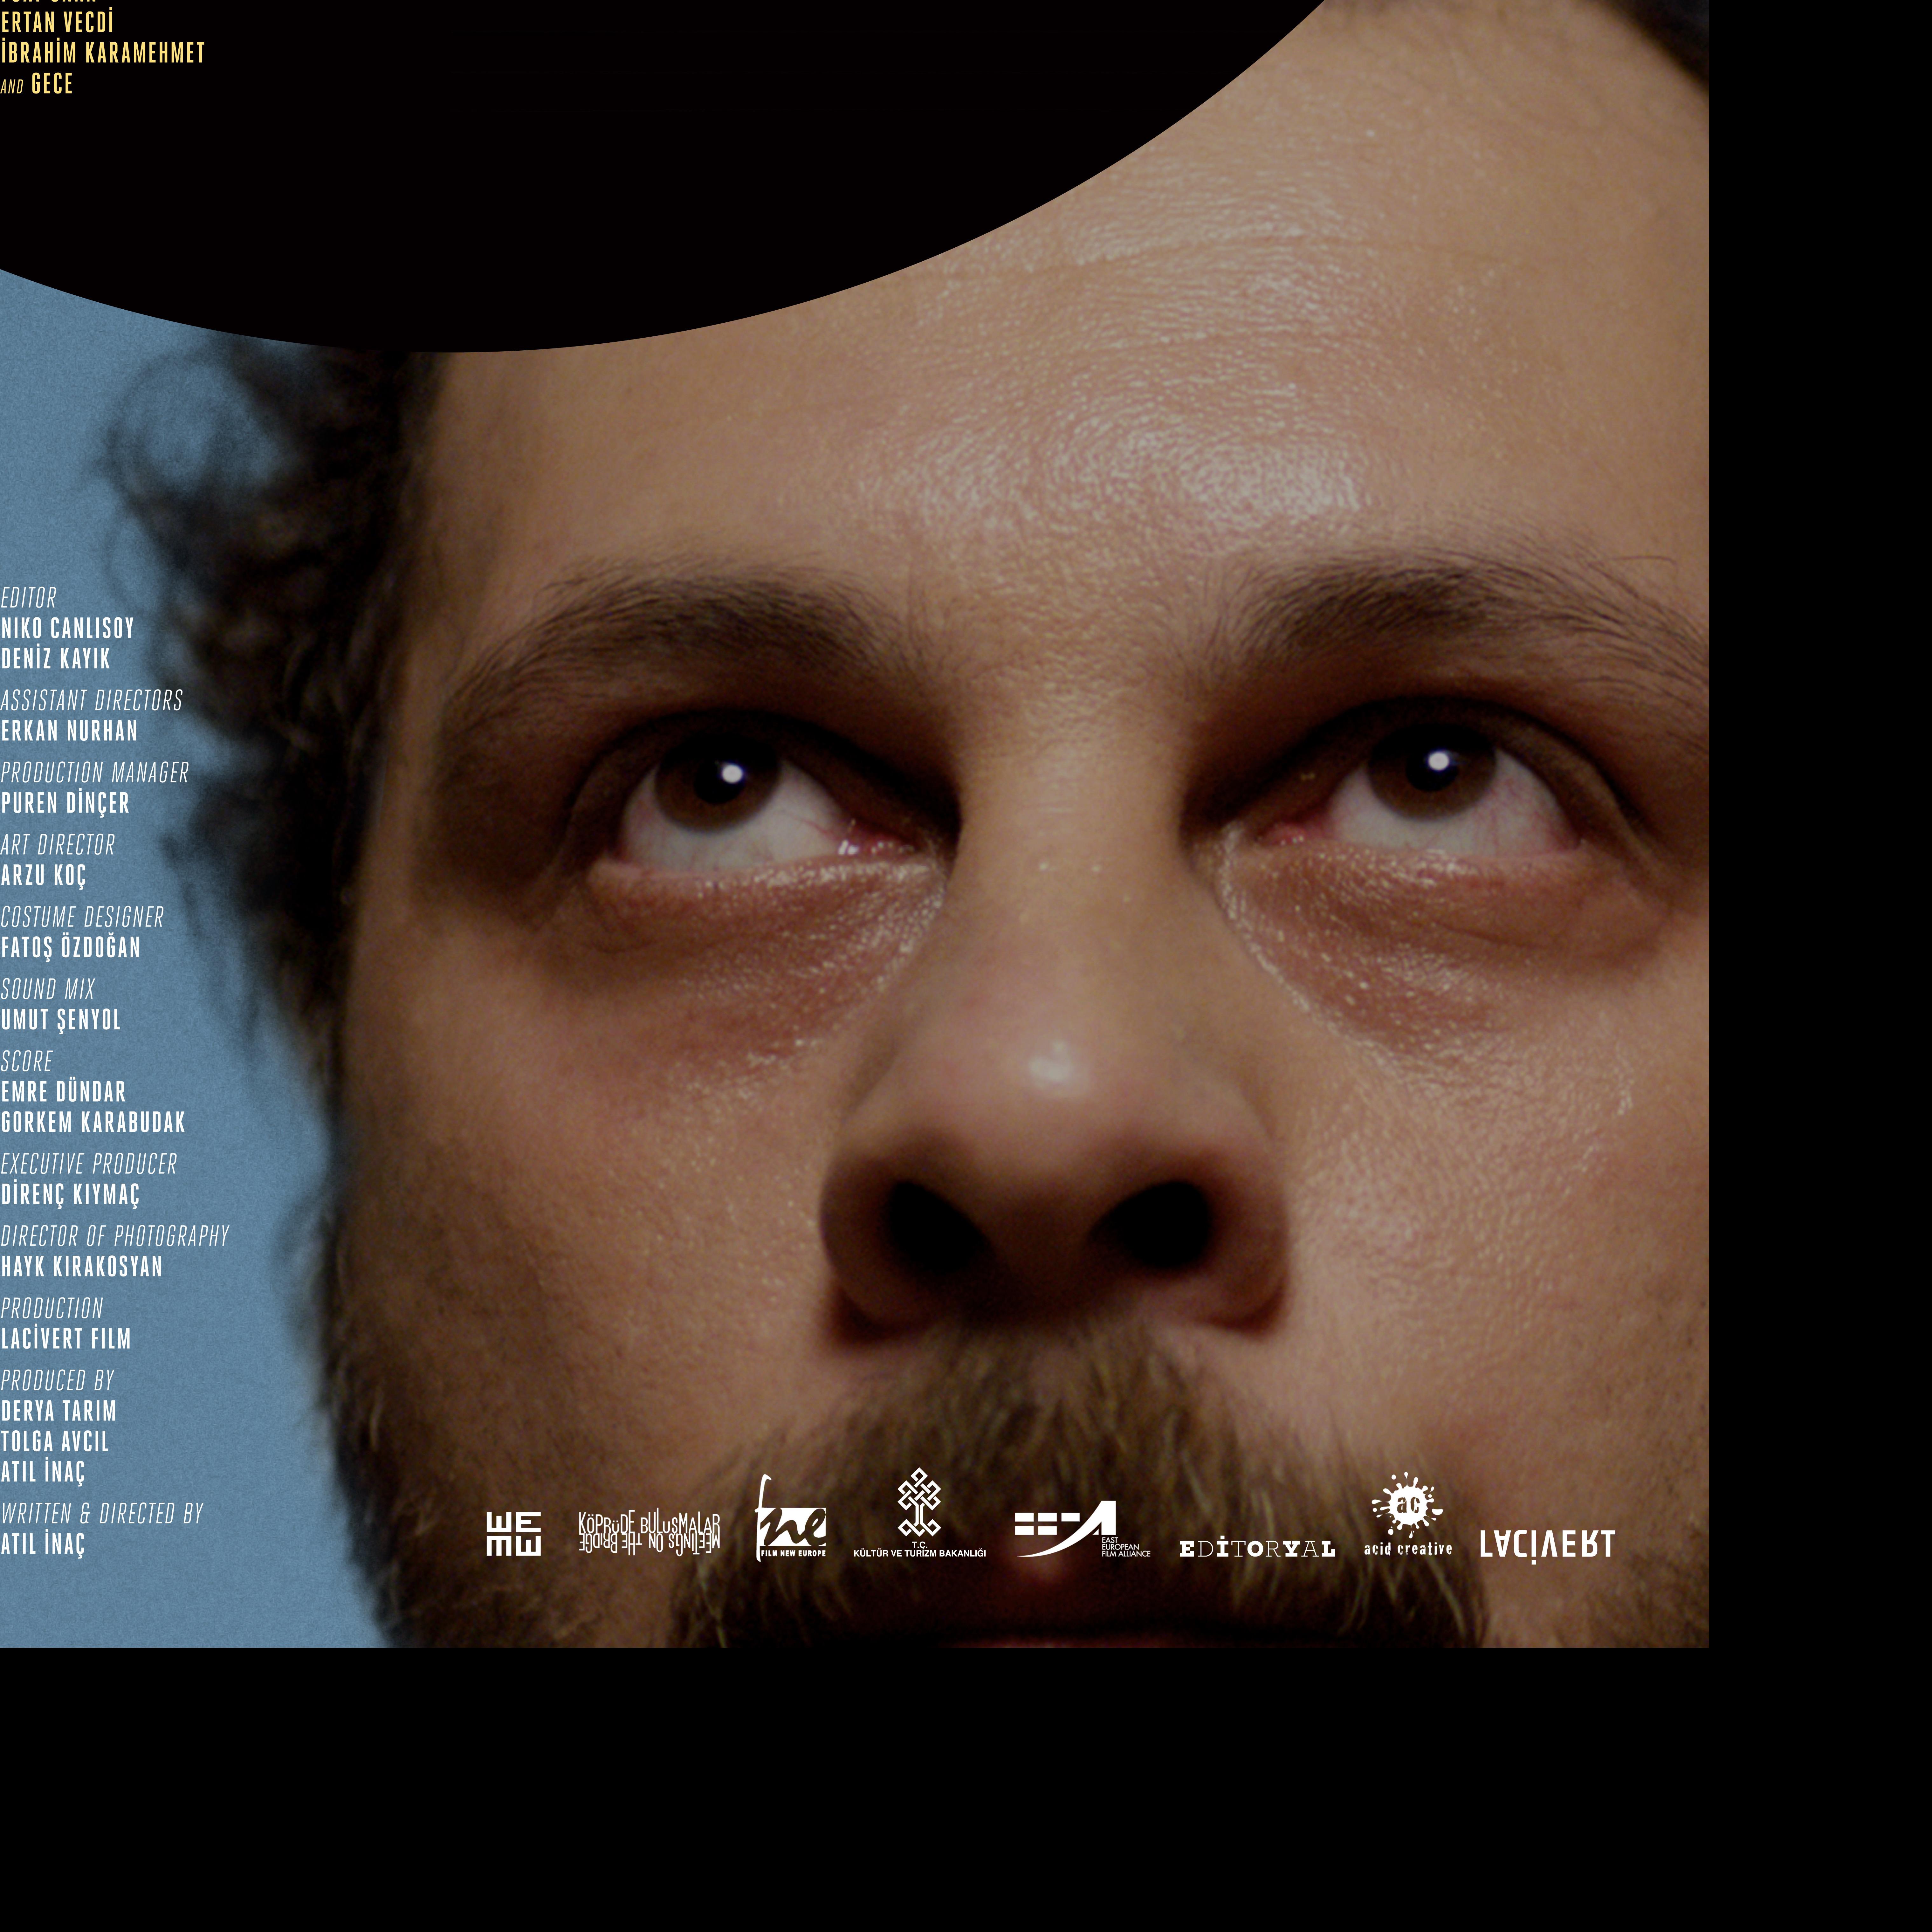 ERTAN VECDİ
İBRAHİM KARAMEHMET
AND GECE
EDITOR
NIKO CANLISOY
DENİZ KAYIK
ASSISTANT DIRECTORS
ERKAN NURHAN
PRODUCTION MANAGER
PUREN DİNÇER
ART DIRECTOR
ARZU KOÇ
COSTUME DESIGNER
FATOŞ ÖZDOĞAN
SOUND MIX
UMUT ŞENYOL
SCORE
EMRE DÜNDAR
GORKEM KARABUDAK
EXECUTIVE PRODUCER
DİRENÇ KIYMAÇ
DIRECTOR OF PHOTOGRAPHY
HAYK KIRAKOSYAN
PRODUCTION
LACİVERT FILM
PRODUCED BY
DERYA TARIM
TOLGA AVCIL
ATIL İNAÇ
WRITTEN & DIRECTED BY
ATIL İNAÇ
WE
MW
KÖPRÜDE BULUŞMALAR
MEETINGS ON THE BRIDGE
fne
FILM NEW EUROPE
T.C.
KÜLTÜR VE TURİZM BAKANLIĞI
EAST
EUROPEAN
FILM ALLIANCE
EDİTORYAL
ac
acid creative
LACİVERT